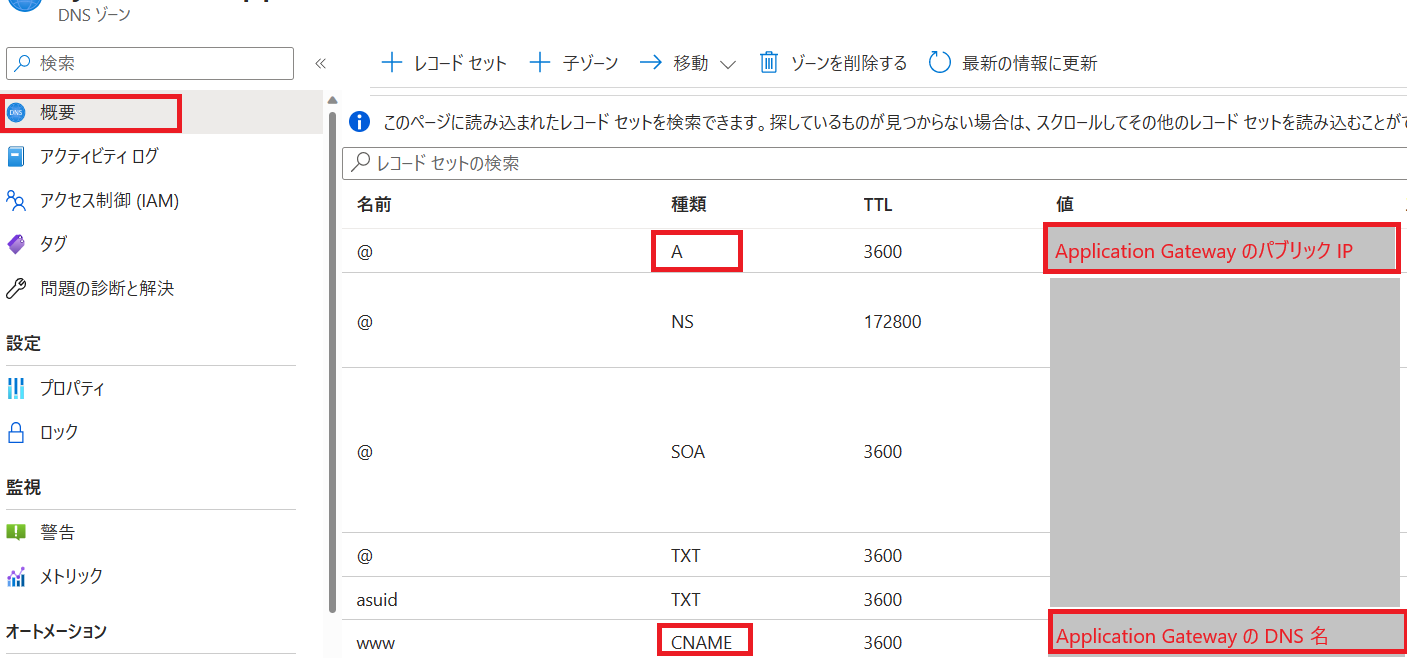 DNS ゾーン
検索
«
レコード セット
子ゾーン
移動
ゾーンを削除する
最新の情報に更新
DNS
概要
アクティビティ ログ
アクセス制御 (IAM)
タグ
問題の診断と解決
設定
プロパティ
ロック
監視
警告
メトリック
オートメーション
このページに読み込まれたレコード セットを検索できます。探しているものが見つからない場合は、スクロールしてその他のレコード セットを読み込むことがで
レコード セットの検索
名前 種類 TTL 値
@ A 3600 Application Gateway のパブリック IP
@ NS 172800
@ SOA 3600
@ TXT 3600
asuid TXT 3600
www CNAME 3600 Application Gateway の DNS 名